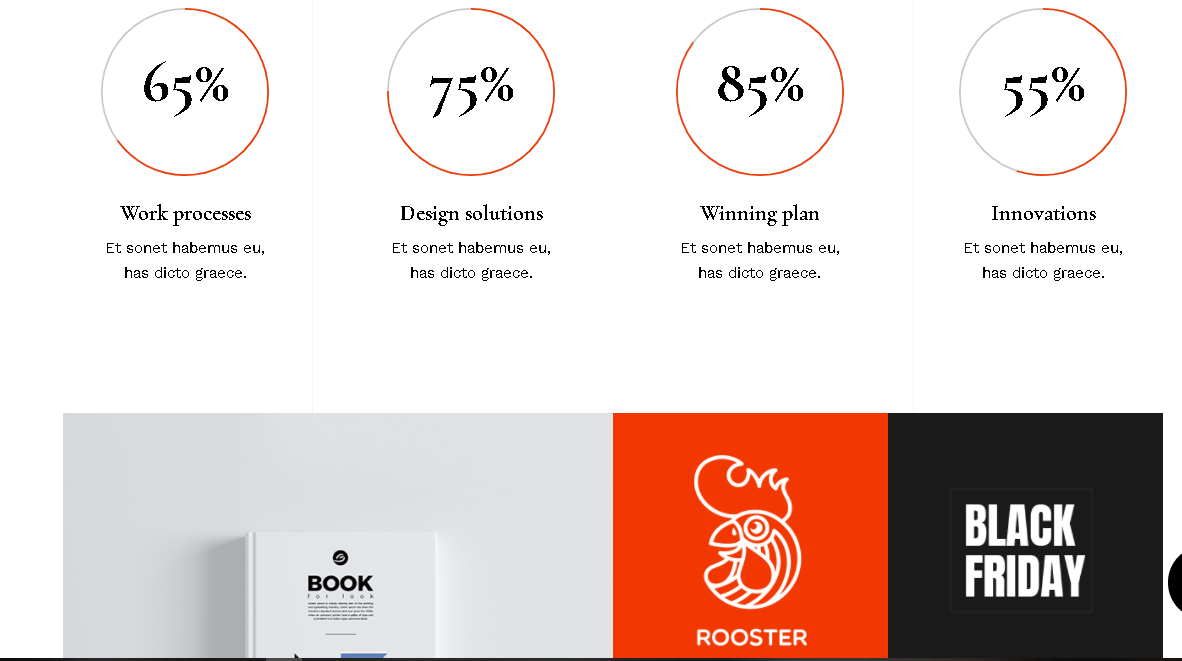 65%
75%
85%
55%
Work processes
Design solutions
Winning plan
Innovations
Et sonet habemus eu,
has dicto graece.
Et sonet habemus eu,
has dicto graece.
Et sonet habemus eu,
has dicto graece.
Et sonet habemus eu,
has dicto graece.
BOOK
for look
ROOSTER
BLACK
FRIDAY